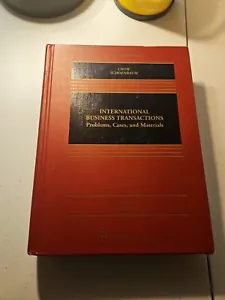 CHOW
SCHOENBAUM
INTERNATIONAL
BUSINESS TRANSACTIONS
Problems, Cases, and Materials